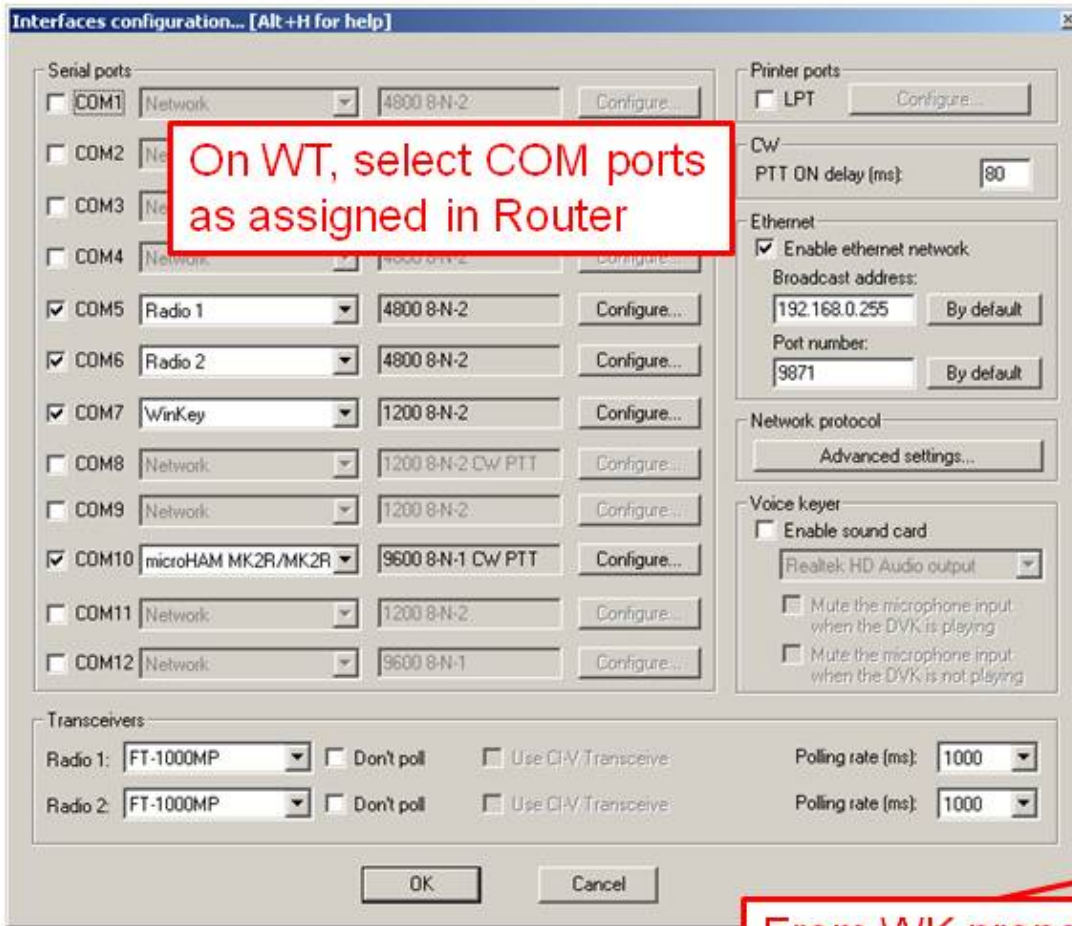 Interfaces configuration... [Alt+H for help]
Serial ports
COM1 Network 4800 8-N-2 Configure...
COM2
COM3
COM4 Network 4800 8-N-2 Configure...
COM5 Radio 1 4800 8-N-2 Configure...
COM6 Radio 2 4800 8-N-2 Configure...
COM7 WinKey 1200 8-N-2 Configure...
COM8 Network 1200 8-N-2 CW PTT Configure...
COM9 Network 1200 8-N-2 Configure...
COM10 microHAM MK2R/MK2R 9600 8-N-1 CW PTT Configure...
COM11 Network 1200 8-N-2 Configure...
COM12 Network 9600 8-N-1 Configure...
On WT, select COM ports
as assigned in Router
Printer ports
LPT Configure...
CW
PTT ON delay (ms): 80
Ethernet
Enable ethernet network
Broadcast address:
192.168.0.255 By default
Port number:
9871 By default
Network protocol
Advanced settings...
Voice keyer
Enable sound card
Realtek HD Audio output
Mute the microphone input
when the DVK is playing
Mute the microphone input
when the DVK is not playing
Transceivers
Radio 1: FT-1000MP Don't poll Use CI-V Transceive Polling rate (ms): 1000
Radio 2: FT-1000MP Don't poll Use CI-V Transceive Polling rate (ms): 1000
OK Cancel
From WK